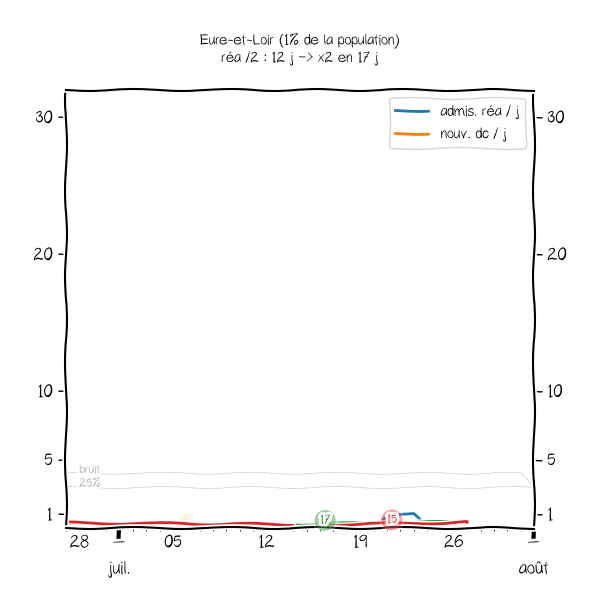 Eure-et-Loir (1% de la population)
réa /2 : 12 j -> x2 en 17 j
admis. réa / j
nouv. dc / j
30 30
20 20
10 10
5 5
bruit
25%
1 1
17 15
28 05 12 19 26
juil. août